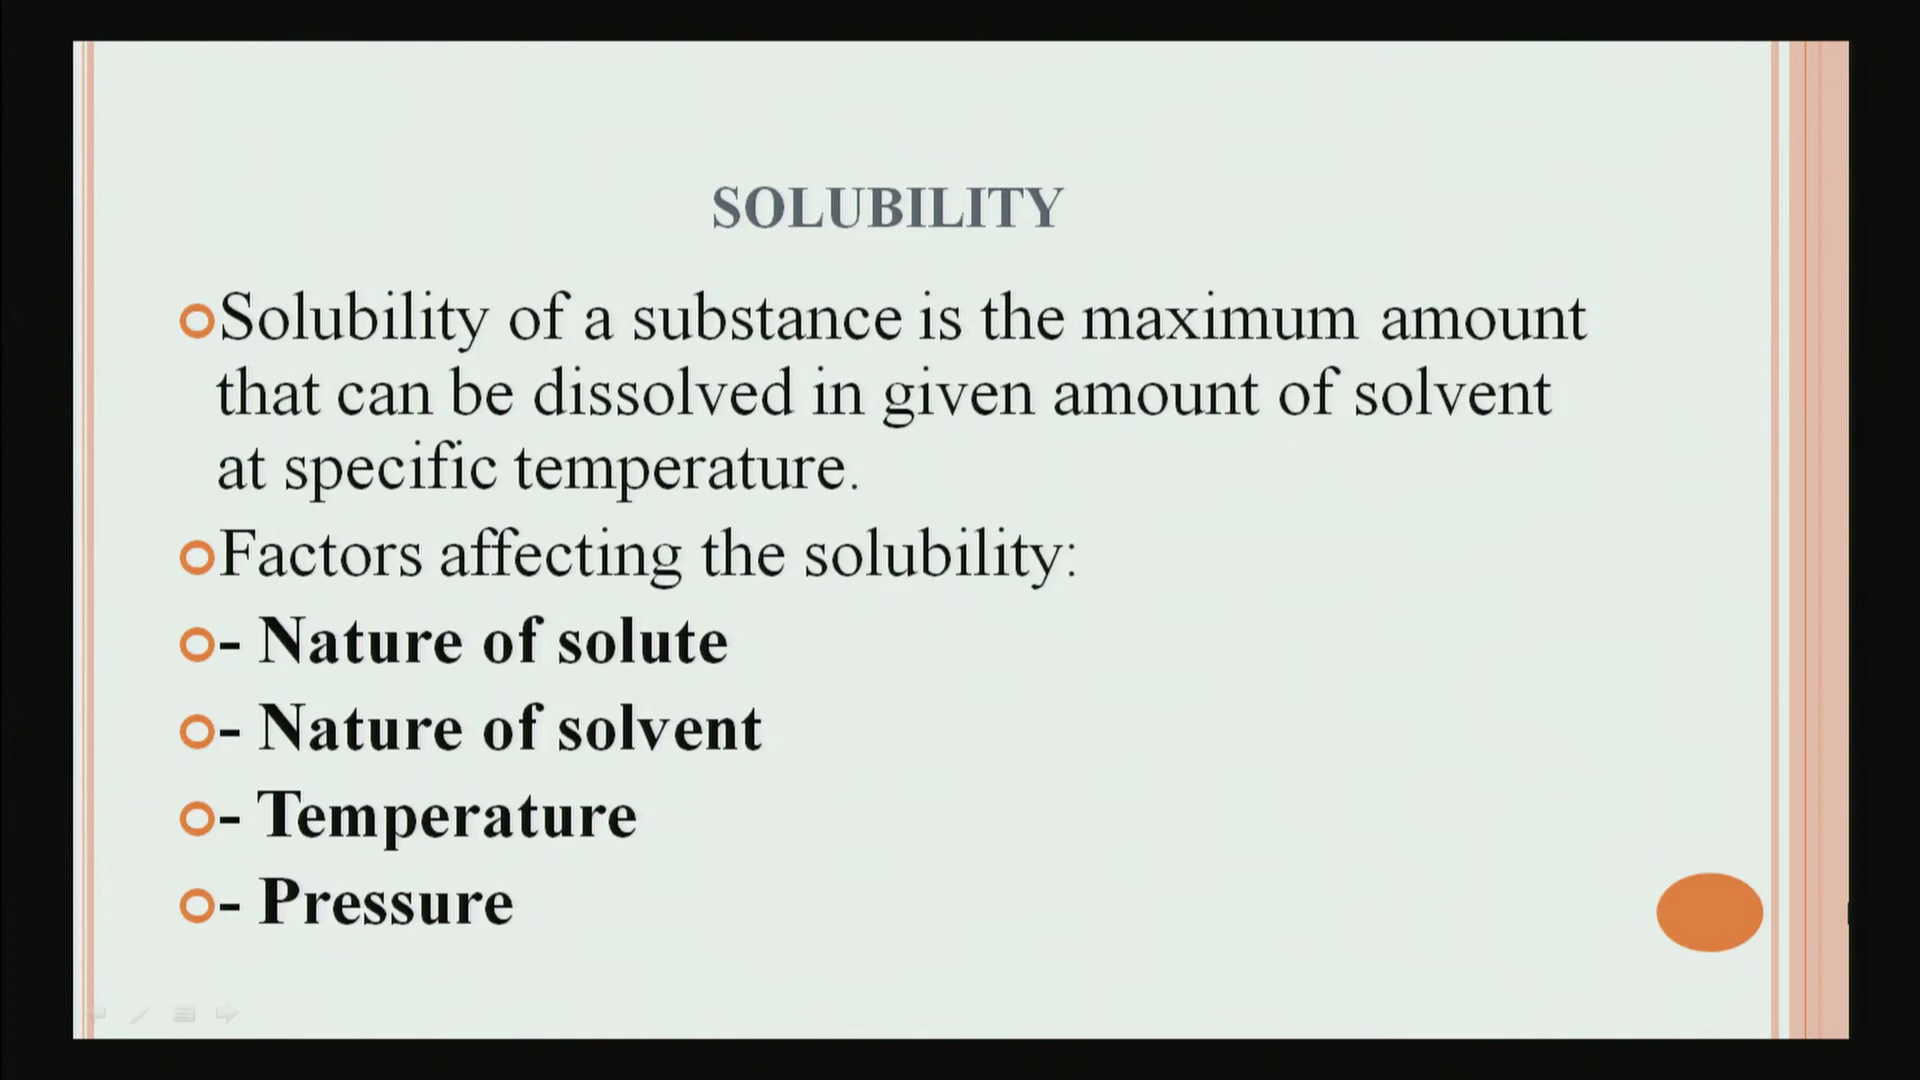 SOLUBILITY
Solubility of a substance is the maximum amount
that can be dissolved in given amount of solvent
at specific temperature.
Factors affecting the solubility:
- Nature of solute
- Nature of solvent
- Temperature
- Pressure